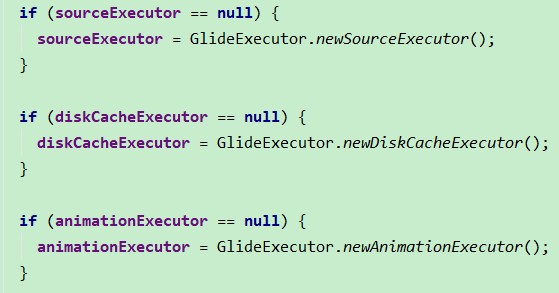 if (sourceExecutor == null) {
  sourceExecutor = GlideExecutor.newSourceExecutor();
}

if (diskCacheExecutor == null) {
  diskCacheExecutor = GlideExecutor.newDiskCacheExecutor();
}

if (animationExecutor == null) {
  animationExecutor = GlideExecutor.newAnimationExecutor();
}